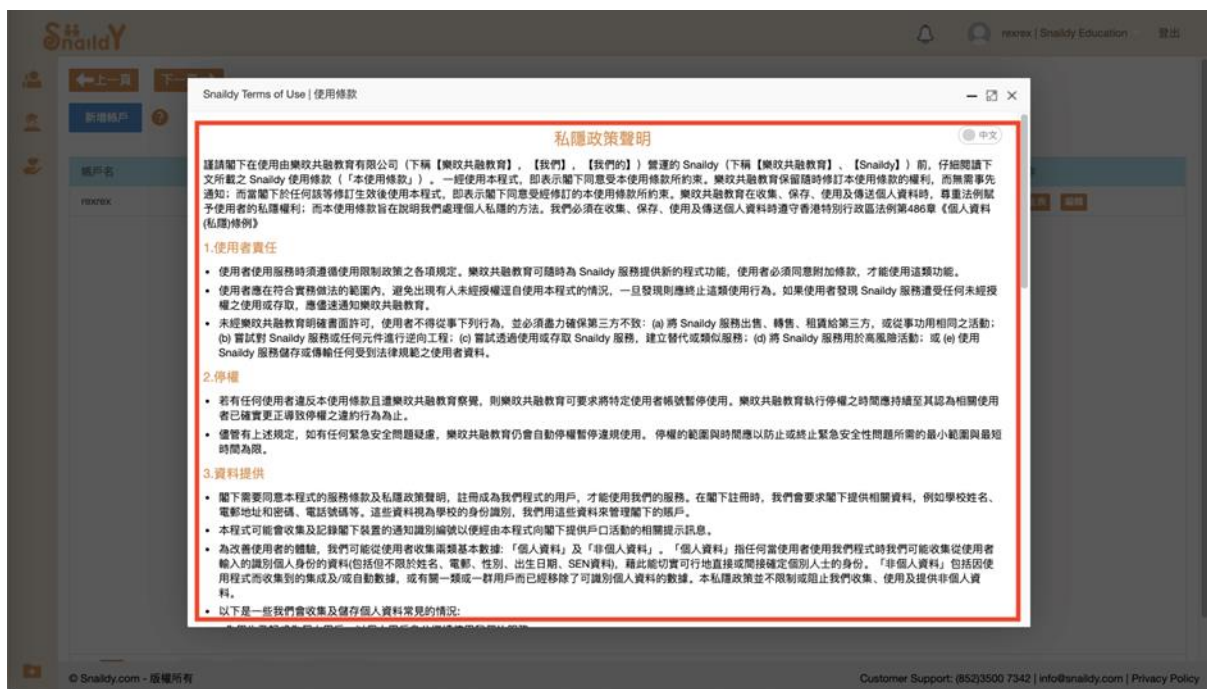 SnaildY
rexrex | Snaildy Education
登出
上一頁
新增帳戶
帳戶名
rexrex
編輯
Snaildy Terms of Use | 使用條款
私隱政策聲明
中文
謹請閣下在使用由樂旼共融教育有限公司（下稱【樂旼共融教育】，【我們】，【我們的】）營運的 Snaildy（下稱【樂旼共融教育】、【Snaildy】）前，仔細閱讀下
文所載之 Snaildy 使用條款（「本使用條款」）。 一經使用本程式，即表示閣下同意受本使用條款所約束。樂旼共融教育保留隨時修訂本使用條款的權利，而無需事先
通知；而當閣下於任何該等修訂生效後使用本程式，即表示閣下同意受經修訂的本使用條款所約束。樂旼共融教育在收集、保存、使用及傳送個人資料時，尊重法例賦
予使用者的私隱權利；而本使用條款旨在說明我們處理個人私隱的方法。我們必須在收集、保存、使用及傳送個人資料時遵守香港特別行政區法例第486章《個人資料
(私隱)條例》
1.使用者責任
• 使用者使用服務時須遵循使用限制政策之各項規定。樂旼共融教育可隨時為 Snaildy 服務提供新的程式功能，使用者必須同意附加條款，才能使用這類功能。
• 使用者應在符合實務做法的範圍內，避免出現有人未經授權逕自使用本程式的情況，一旦發現則應終止這類使用行為。如果使用者發現 Snaildy 服務遭受任何未經授
權之使用或存取，應儘速通知樂旼共融教育。
• 未經樂旼共融教育明確書面許可，使用者不得從事下列行為，並必須盡力確保第三方不致：(a) 將 Snaildy 服務出售、轉售、租賃給第三方，或從事功用相同之活動；
(b) 嘗試對 Snaildy 服務或任何元件進行逆向工程；(c) 嘗試透過使用或存取 Snaildy 服務，建立替代或類似服務；(d) 將 Snaildy 服務用於高風險活動；或 (e) 使用
Snaildy 服務儲存或傳輸任何受到法律規範之使用者資料。
2.停權
• 若有任何使用者違反本使用條款且遭樂旼共融教育察覺，則樂旼共融教育可要求將特定使用者帳號暫停使用。樂旼共融教育執行停權之時間應持續至其認為相關使用
者已確實更正導致停權之違約行為為止。
• 儘管有上述規定，如有任何緊急安全問題疑慮，樂旼共融教育仍會自動停權暫停違規使用。 停權的範圍與時間應以防止或終止緊急安全性問題所需的最小範圍與最短
時間為限。
3.資料提供
• 閣下需要同意本程式的服務條款及私隱政策聲明，註冊成為我們程式的用戶，才能使用我們的服務。在閣下註冊時，我們會要求閣下提供相關資料，例如學校姓名、
電郵地址和密碼、電話號碼等。這些資料視為學校的身份識別，我們用這些資料來管理閣下的賬戶。
• 本程式可能會收集及記錄閣下裝置的通知識別編號以便經由本程式向閣下提供戶口活動的相關提示訊息。
• 為改善使用者的體驗，我們可能從使用者收集兩類基本數據: 「個人資料」及「非個人資料」。「個人資料」指任何當使用者使用我們程式時我們可能收集從使用者
輸入的識別個人身份的資料(包括但不限於姓名、電郵、性別、出生日期、SEN資料)，藉此能切實可行地直接或間接確定個別人士的身份。「非個人資料」包括因使
用程式而收集到的集成及/或自動數據，或有關一類或一群用戶而已經移除了可識別個人資料的數據。本私隱政策並不限制或阻止我們收集、使用及提供非個人資
料。
• 以下是一些我們會收集及儲存個人資料常見的情況:
© Snaildy.com - 版權所有
Customer Support: (852)3500 7342 | info@snaildy.com | Privacy Policy